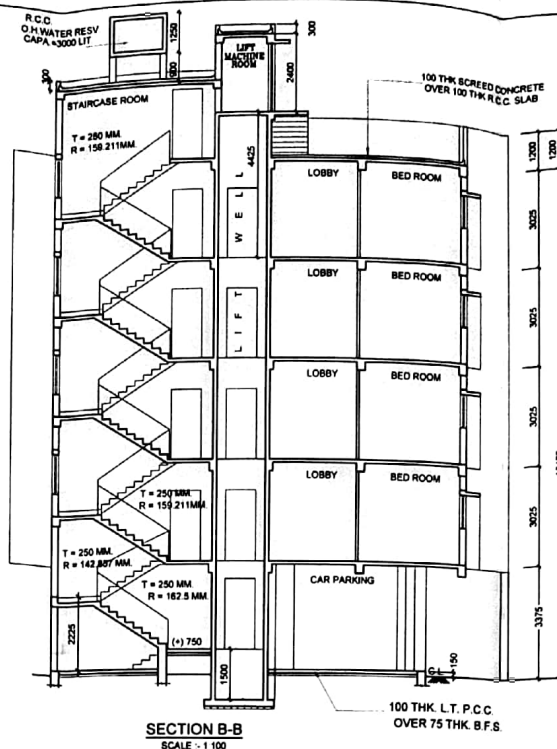 R.C.C.
O.H.WATER RESV
CAPA.=3000 LIT
1250
900
300
300
LIFT
MACHINE
ROOM
2400
100 THK SCREED CONCRETE
OVER 100 THK R.C.C. SLAB
STAIRCASE ROOM
T = 250 MM.
R = 159.211MM.
4425
1200
1200
LOBBY
BED ROOM
3025
WELL
LOBBY
BED ROOM
3025
LIFT
LOBBY
BED ROOM
3025
LOBBY
BED ROOM
3025
T = 250 MM.
R = 159.211MM.
T = 250 MM.
T = 250 MM.
R = 162.5 MM.
CAR PARKING
3375
2225
(+) 750
1500
150
100 THK. L.T. P.C.C.
OVER 75 THK. B.F.S.
SECTION B-B
SCALE :- 1 100